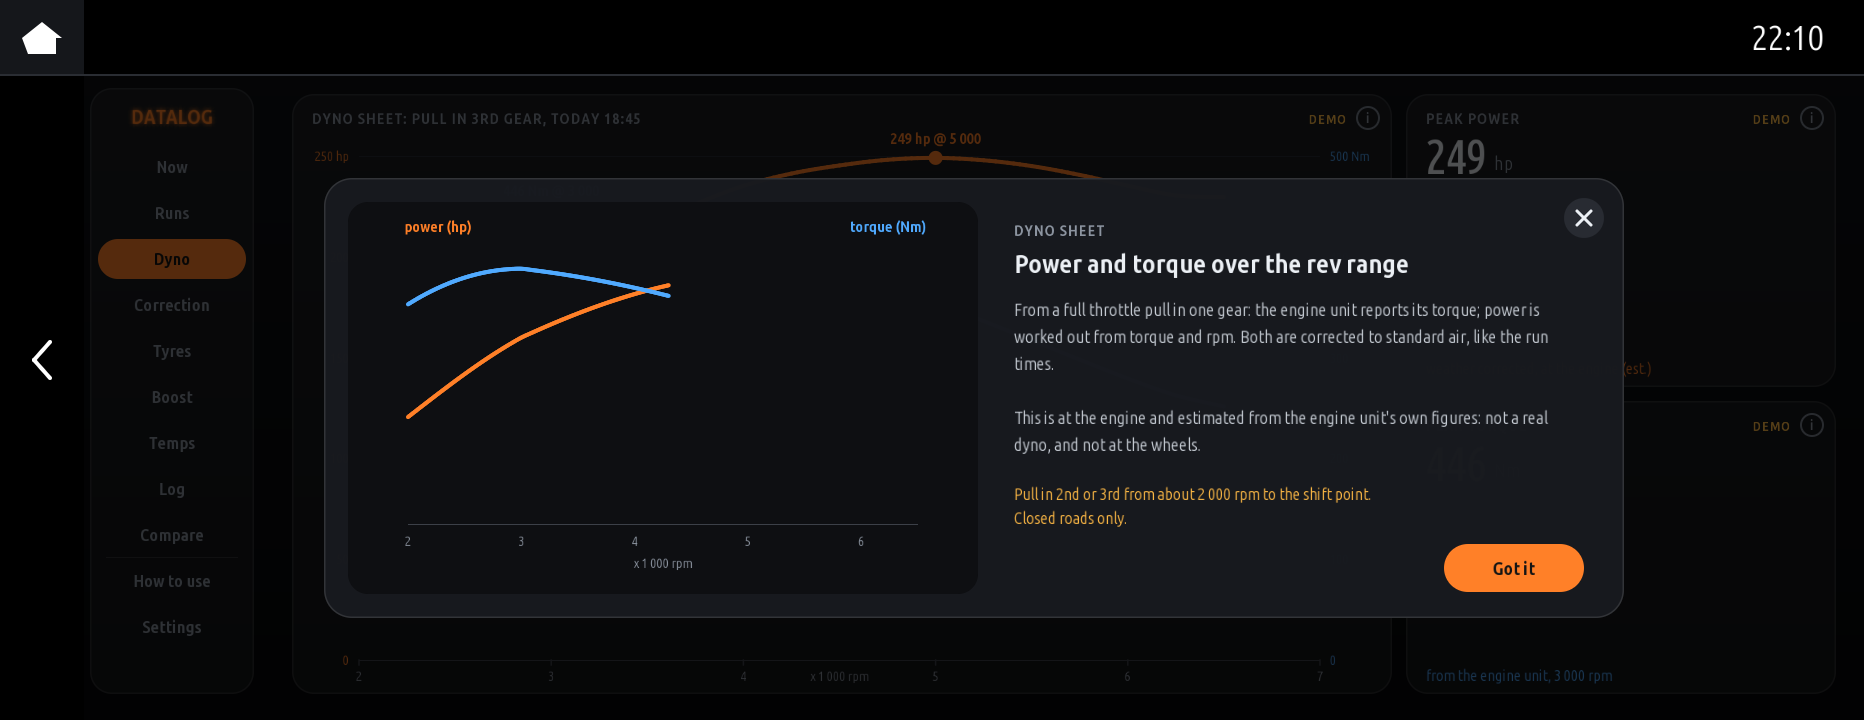 22:10
DATALOG
Now
Runs
Dyno
Correction
Tyres
Boost
Temps
Log
Compare
How to use
Settings
DYNO SHEET: PULL IN 3RD GEAR, TODAY 18:45
DEMO
i
249 hp @ 5 000
250 hp
500 Nm
PEAK POWER
DEMO
i
249 hp
(est.)
DEMO
i
446
from the engine unit, 3 000 rpm
power (hp)
torque (Nm)
2 3 4 5 6
x 1 000 rpm
DYNO SHEET
Power and torque over the rev range
From a full throttle pull in one gear: the engine unit reports its torque; power is
worked out from torque and rpm. Both are corrected to standard air, like the run
times.
This is at the engine and estimated from the engine unit's own figures: not a real
dyno, and not at the wheels.
Pull in 2nd or 3rd from about 2 000 rpm to the shift point.
Closed roads only.
Got it
0
0
2 3 4 x 1 000 rpm 5 6 7